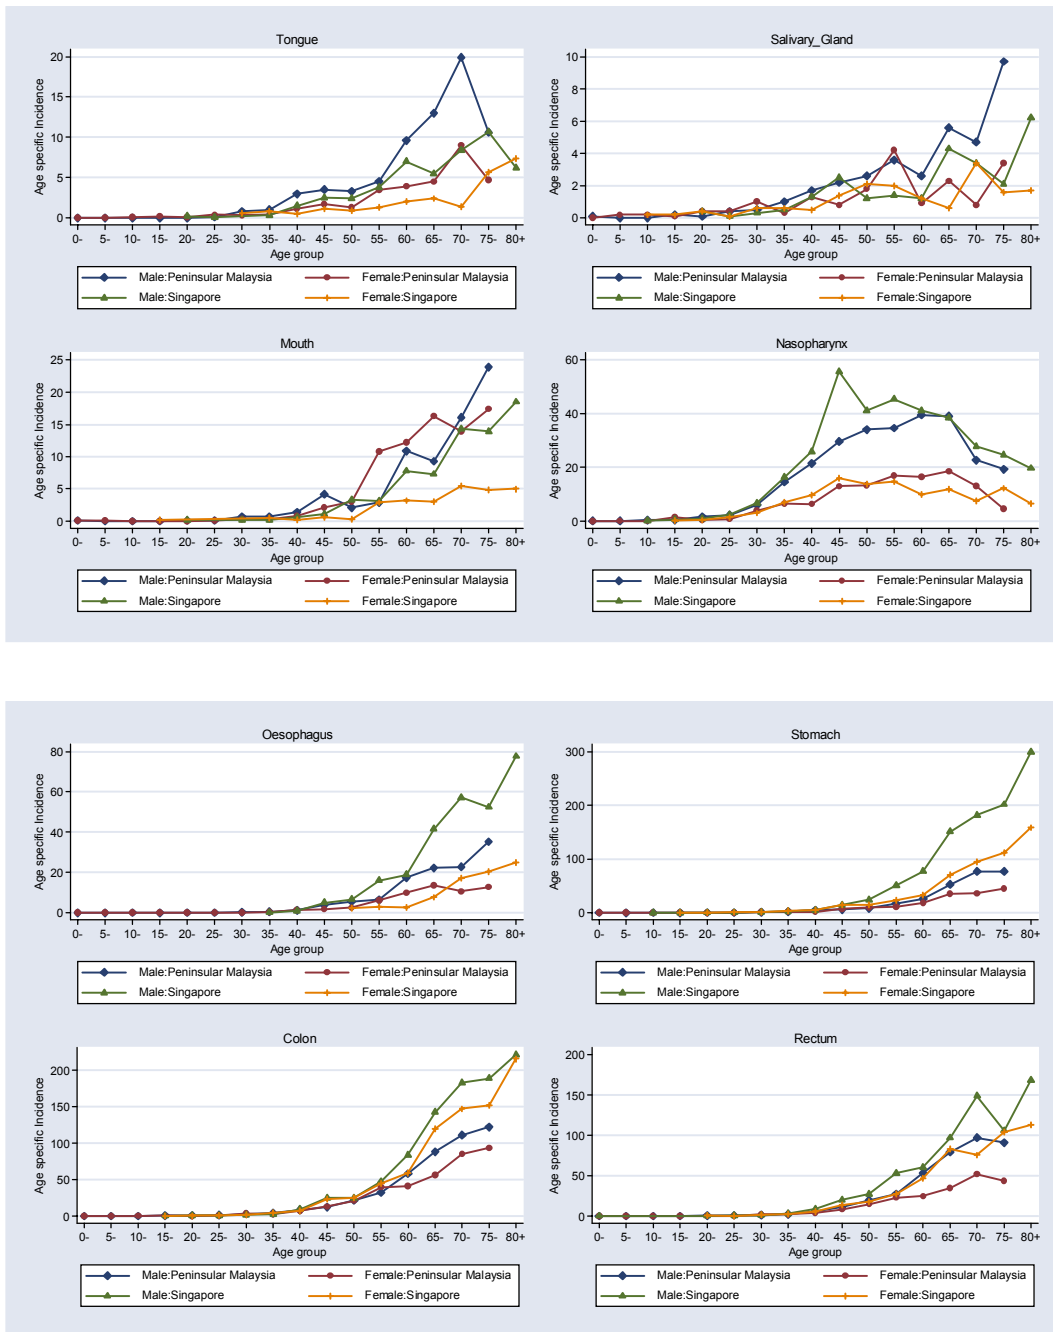 Tongue
Age specific Incidence
20
15
10
5
0
0- 5- 10- 15- 20- 25- 30- 35- 40- 45- 50- 55- 60- 65- 70- 75- 80+
Age group
Male:Peninsular Malaysia Female:Peninsular Malaysia
Male:Singapore Female:Singapore
Salivary_Gland
Age specific Incidence
10
8
6
4
2
0
0- 5- 10- 15- 20- 25- 30- 35- 40- 45- 50- 55- 60- 65- 70- 75- 80+
Age group
Male:Peninsular Malaysia Female:Peninsular Malaysia
Male:Singapore Female:Singapore
Mouth
Age specific Incidence
25
20
15
10
5
0
0- 5- 10- 15- 20- 25- 30- 35- 40- 45- 50- 55- 60- 65- 70- 75- 80+
Age group
Male:Peninsular Malaysia Female:Peninsular Malaysia
Male:Singapore Female:Singapore
Nasopharynx
Age specific Incidence
60
40
20
0
0- 5- 10- 15- 20- 25- 30- 35- 40- 45- 50- 55- 60- 65- 70- 75- 80+
Age group
Male:Peninsular Malaysia Female:Peninsular Malaysia
Male:Singapore Female:Singapore
Oesophagus
Age specific Incidence
80
60
40
20
0
0- 5- 10- 15- 20- 25- 30- 35- 40- 45- 50- 55- 60- 65- 70- 75- 80+
Age group
Male:Peninsular Malaysia Female:Peninsular Malaysia
Male:Singapore Female:Singapore
Stomach
Age specific Incidence
300
200
100
0
0- 5- 10- 15- 20- 25- 30- 35- 40- 45- 50- 55- 60- 65- 70- 75- 80+
Age group
Male:Peninsular Malaysia Female:Peninsular Malaysia
Male:Singapore Female:Singapore
Colon
Age specific Incidence
200
150
100
50
0
0- 5- 10- 15- 20- 25- 30- 35- 40- 45- 50- 55- 60- 65- 70- 75- 80+
Age group
Male:Peninsular Malaysia Female:Peninsular Malaysia
Male:Singapore Female:Singapore
Rectum
Age specific Incidence
200
150
100
50
0
0- 5- 10- 15- 20- 25- 30- 35- 40- 45- 50- 55- 60- 65- 70- 75- 80+
Age group
Male:Peninsular Malaysia Female:Peninsular Malaysia
Male:Singapore Female:Singapore